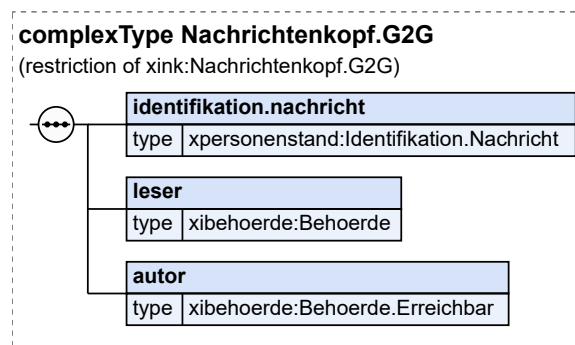 complexType Nachrichtenkopf.G2G
(restriction of xink:Nachrichtenkopf.G2G)
identifikation.nachricht
type xpersonenstand:Identifikation.Nachricht
leser
type xibehoerde:Behoerde
autor
type xibehoerde:Behoerde.Erreichbar